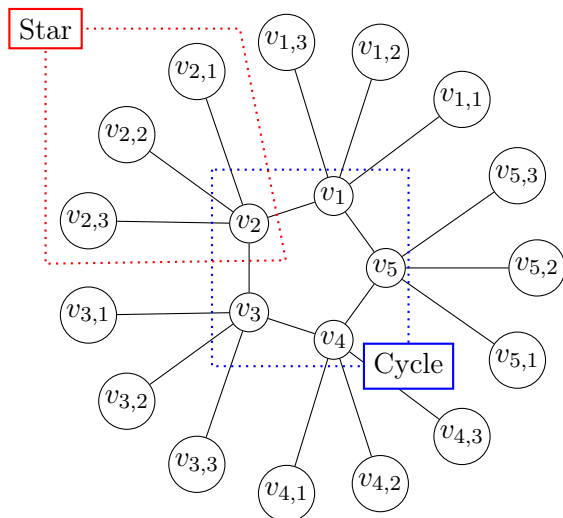 Star
v1,3
v1,2
v2,1
v1,1
v2,2
v5,3
v1
v2,3
v2
v5
v5,2
v3,1
v3
v4
v5,1
Cycle
v3,2
v4,3
v3,3
v4,1
v4,2